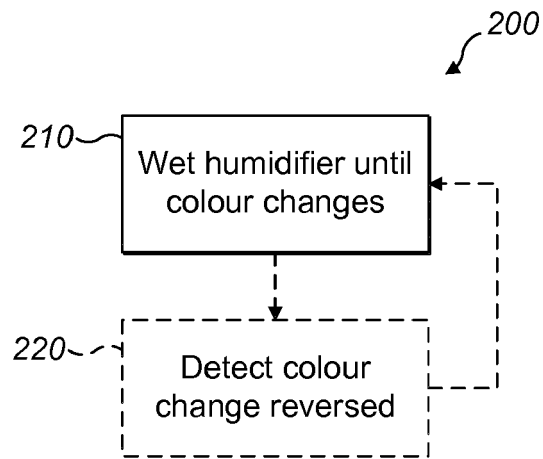 200
210
Wet humidifier until
colour changes
220
Detect colour
change reversed